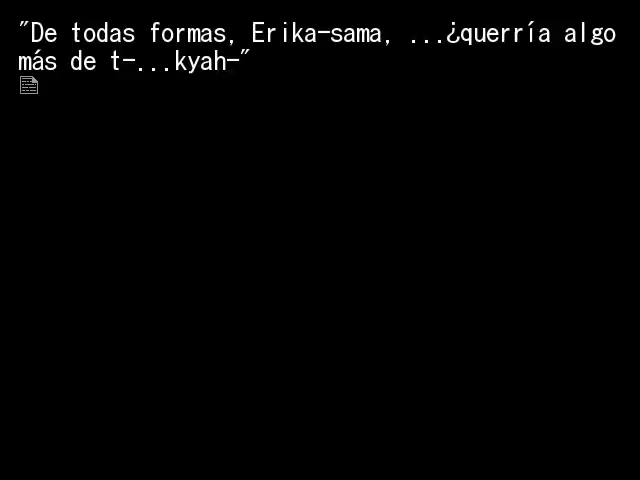 "De todas formas, Erika-sama, ...¿querría algo
más de t-...kyah-"